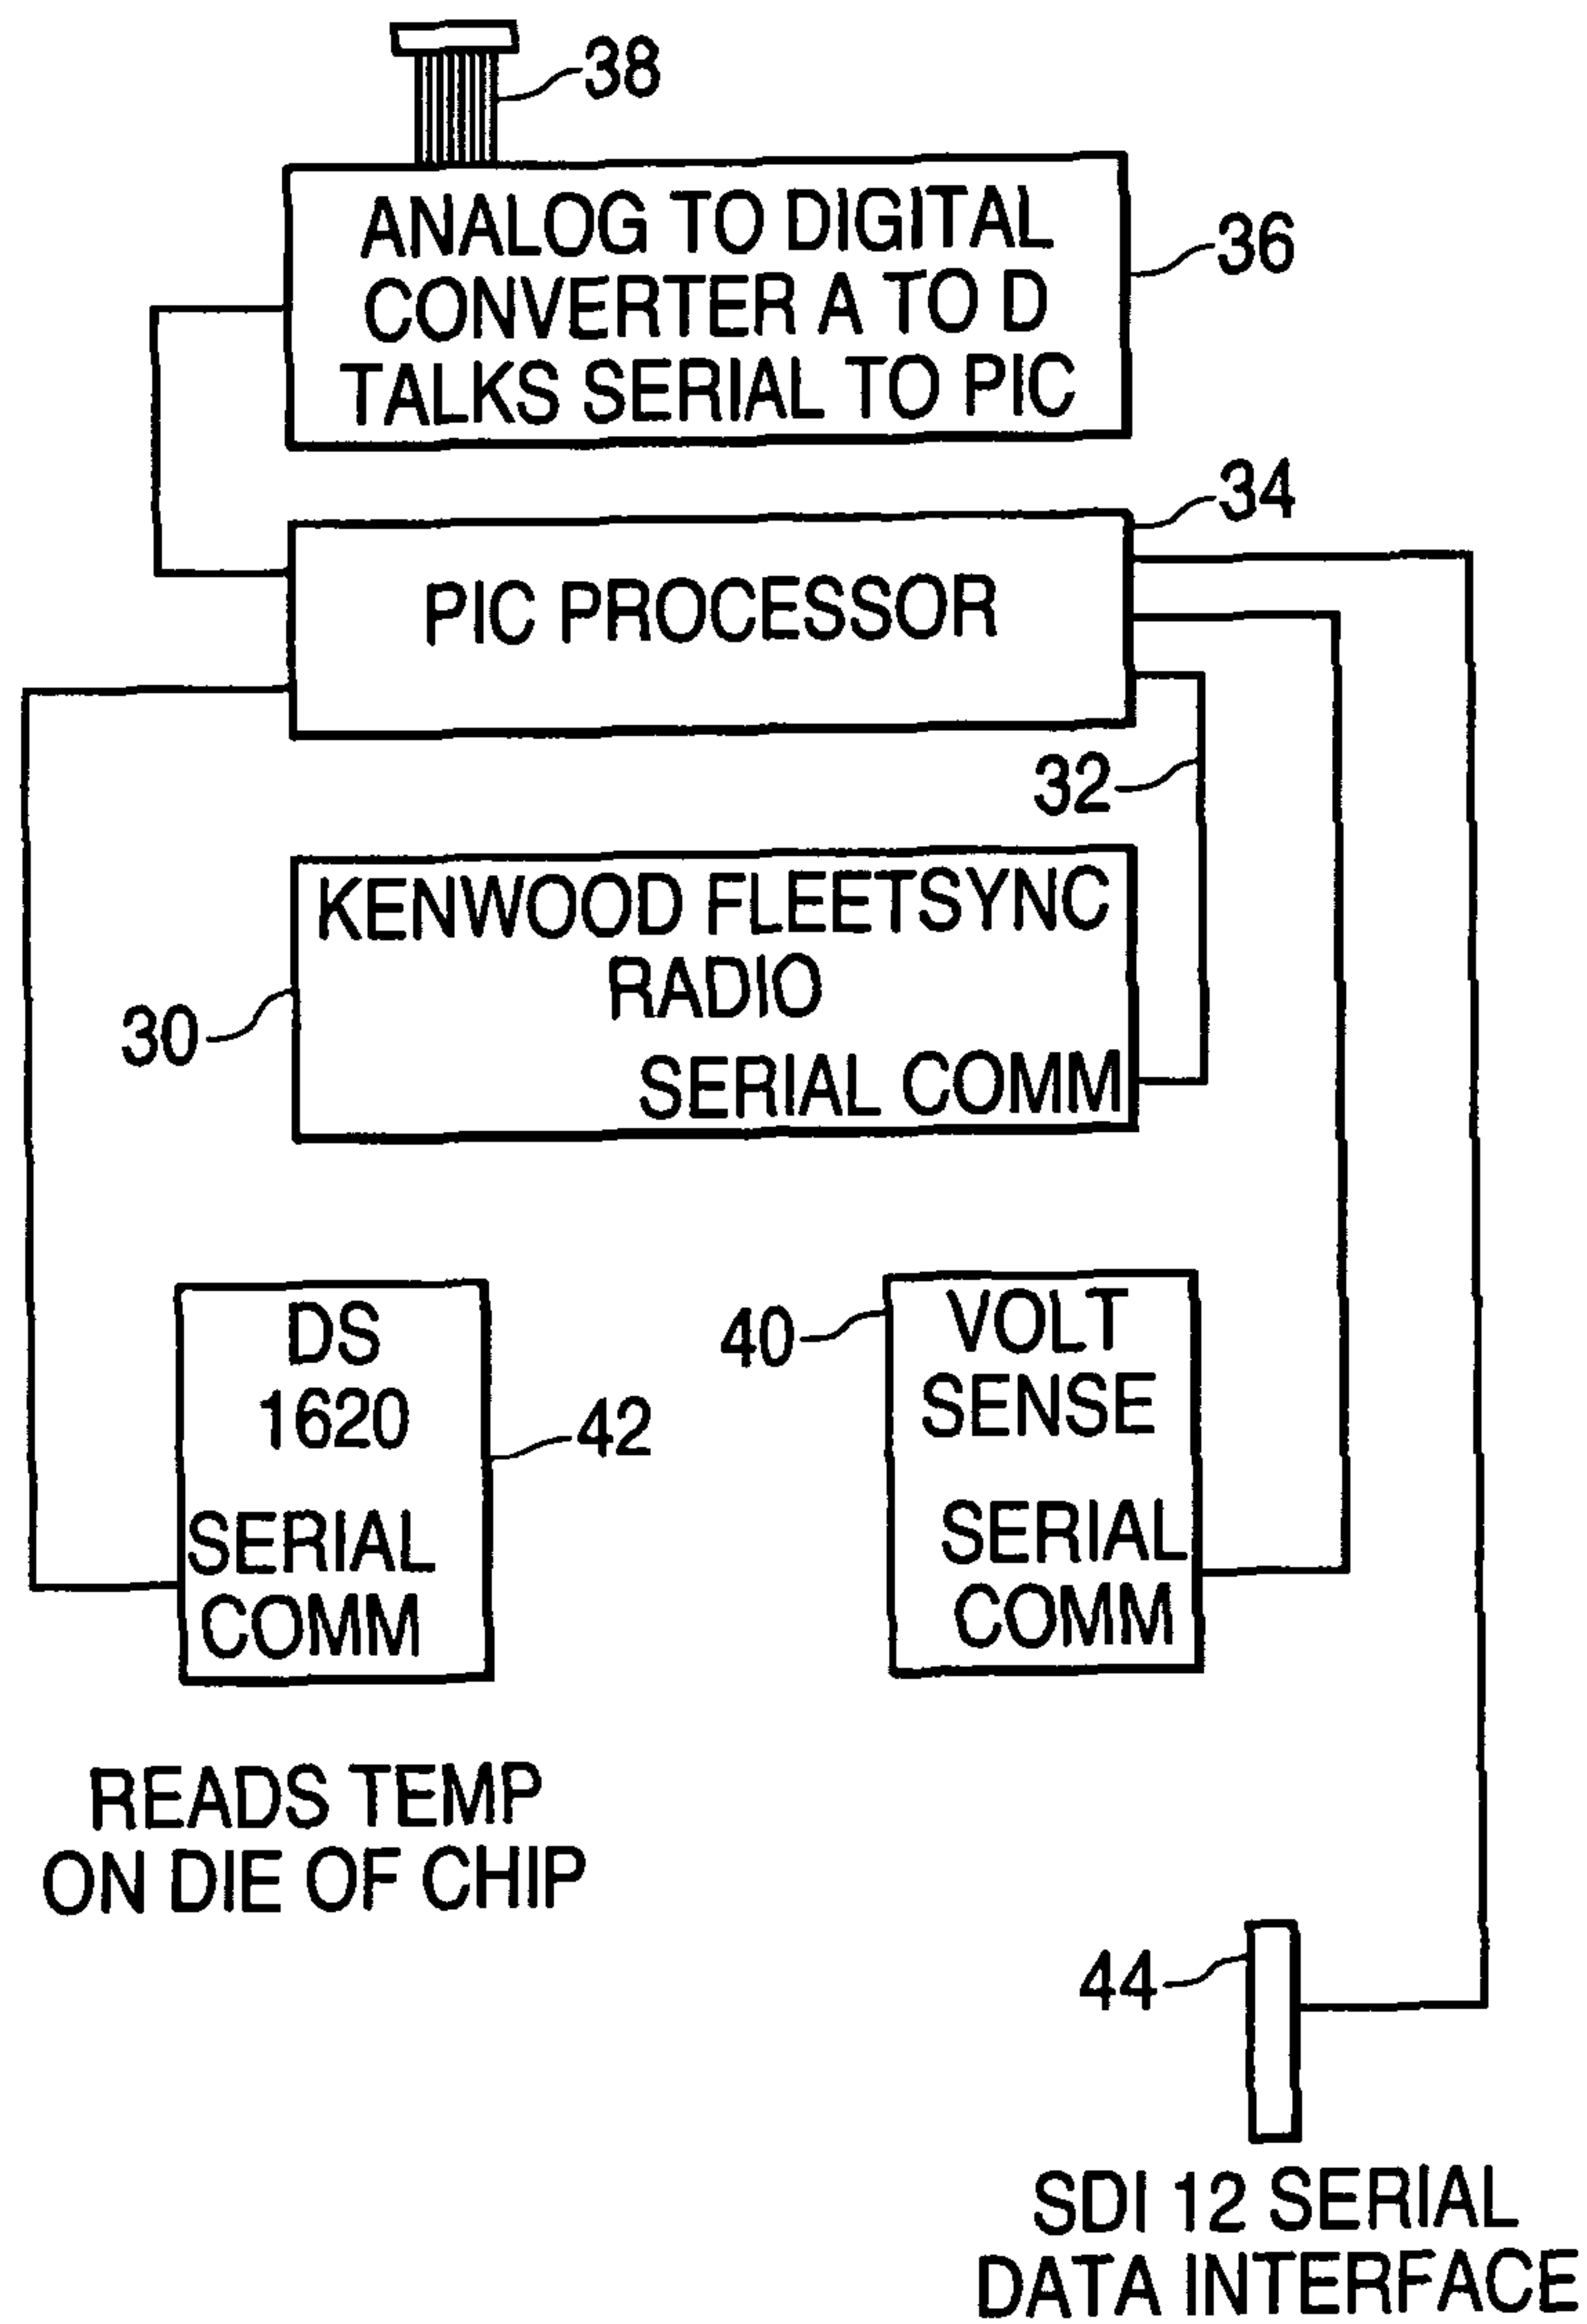 38
ANALOG TO DIGITAL
CONVERTER A TO D
TALKS SERIAL TO PIC
36
34
PIC PROCESSOR
32
KENWOOD FLEETSYNC
RADIO
SERIAL COMM
30
DS
1620
SERIAL
COMM
42
40
VOLT
SENSE
SERIAL
COMM
READS TEMP
ON DIE OF CHIP
44
SDI 12 SERIAL
DATA INTERFACE